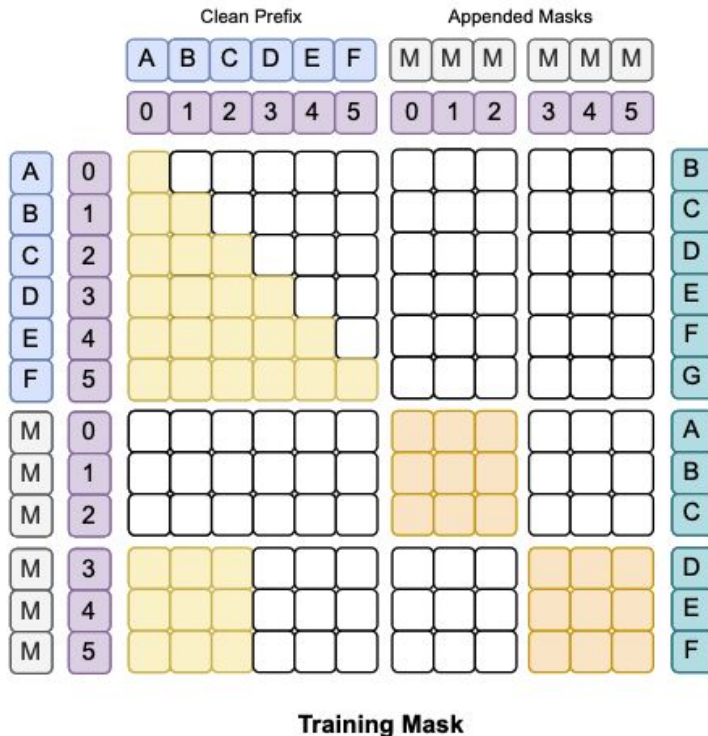 Clean Prefix Appended Masks
A B C D E F M M M M M M
0 1 2 3 4 5 0 1 2 3 4 5
A 0 B
B 1 C
C 2 D
D 3 E
E 4 F
F 5 G
M 0 A
M 1 B
M 2 C
M 3 D
M 4 E
M 5 F
Training Mask